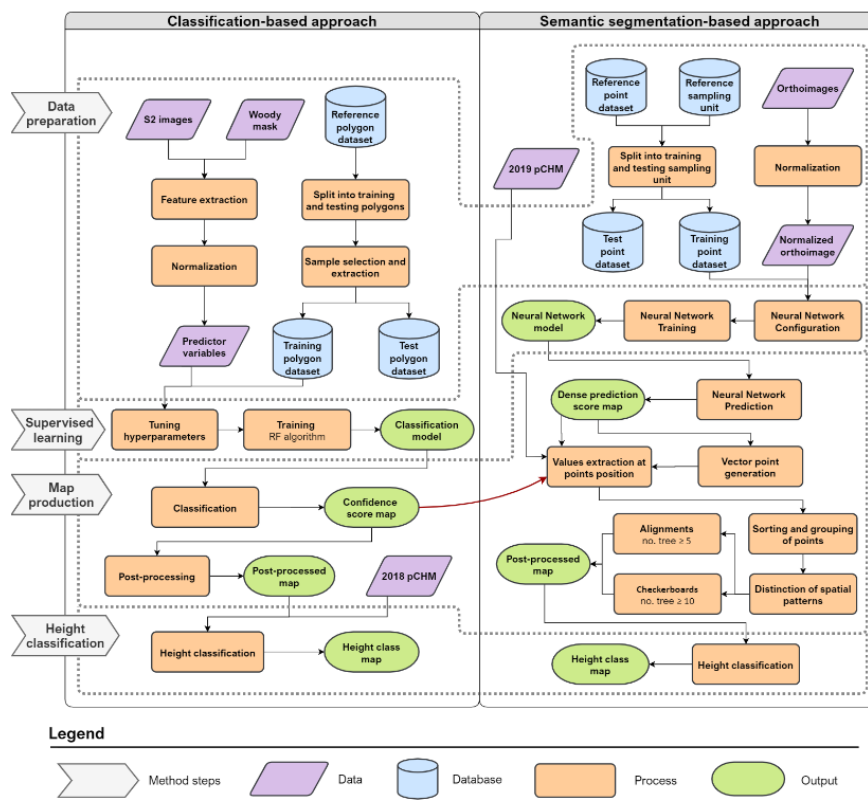 Classification-based approach
Semantic segmentation-based approach
Data
preparation
S2 images
Woody
mask
Reference
polygon
dataset
Feature extraction
Split into training
and testing polygons
Normalization
Sample selection and
extraction
Predictor
variables
Training
polygon
dataset
Test
polygon
dataset
2019 pCHM
Reference
point
dataset
Reference
sampling
unit
Orthoimages
Split into training
and testing sampling
unit
Normalization
Test
point
dataset
Training
point
dataset
Normalized
orthoimage
Neural Network
model
Neural Network
Training
Neural Network
Configuration
Supervised
learning
Tuning
hyperparameters
Training
RF algorithm
Classification
model
Dense prediction
score map
Neural Network
Prediction
Map
production
Classification
Confidence
score map
Values extraction at
points position
Vector point
generation
Post-processing
Post-processed
map
2018 pCHM
Post-processed
map
Alignments
no. tree ≥ 5
Sorting and grouping
of points
Checkerboards
no. tree ≥ 10
Distinction of spatial
patterns
Height
classification
Height classification
Height class
map
Height class
map
Height classification
Legend
Method steps
Data
Database
Process
Output